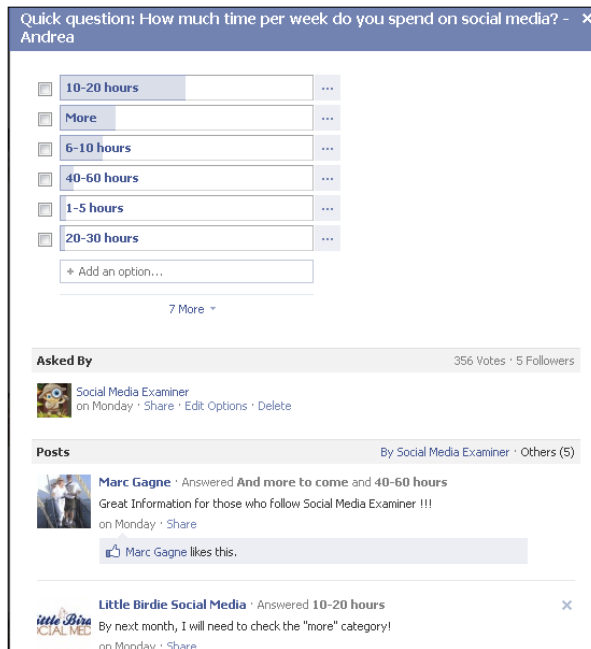 Quick question: How much time per week do you spend on social media? -
Andrea
10-20 hours
More
6-10 hours
40-60 hours
1-5 hours
20-30 hours
+ Add an option...
7 More
Asked By 356 Votes · 5 Followers
Social Media Examiner
on Monday · Share · Edit Options · Delete
Posts By Social Media Examiner · Others (5)
Marc Gagne · Answered And more to come and 40-60 hours
Great Information for those who follow Social Media Examiner !!!
on Monday · Share
Marc Gagne likes this.
Little Birdie Social Media · Answered 10-20 hours
By next month, I will need to check the "more" category!
on Monday · Share